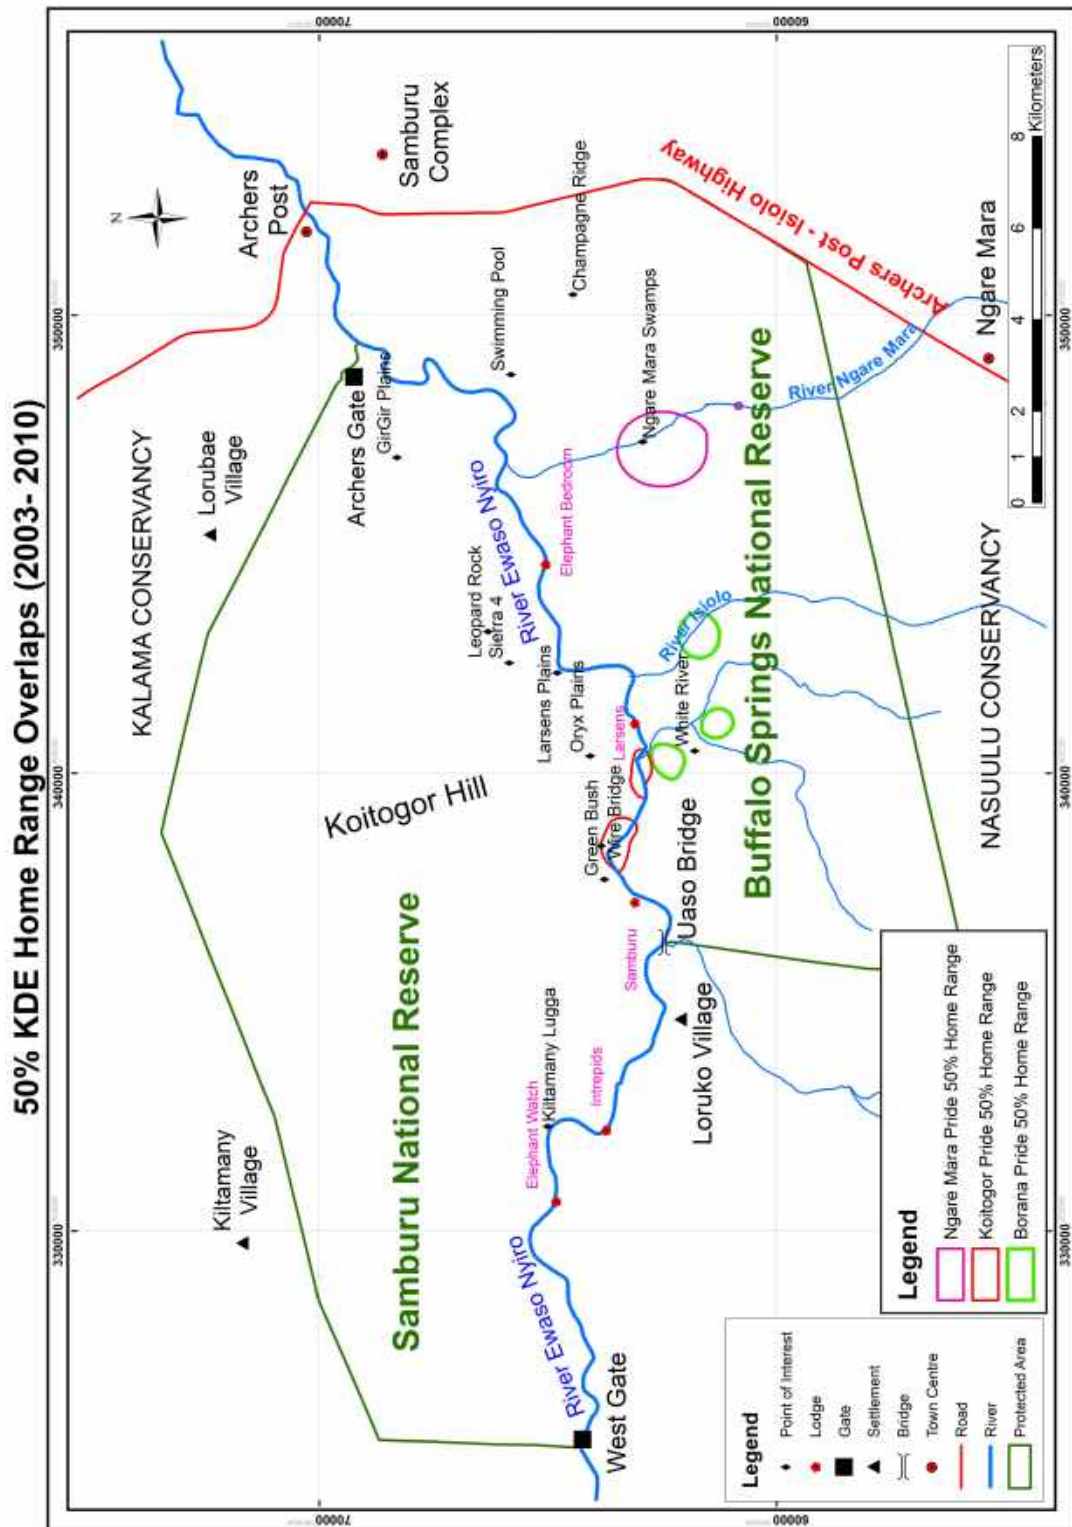 50% KDE Home Range Overlaps (2003- 2010)
330000
340000
350000
70000
70000
60000
60000
330000
340000
350000
N
KALAMA CONSERVANCY
Lorubae
Village
Kiltamany
Village
Archers
Post
Samburu
Complex
Archers Gate
GirGir Plains
Koitogor Hill
Samburu National Reserve
Leopard Rock
Sierra 4
River Ewaso Nyiro
Swimming Pool
Champagne Ridge
Elephant Bedroom
Larsens Plains
Oryx Plains
Larsens
Green Bush
Wire Bridge
Elephant Watch
Kiltamany Lugga
Intrepids
Samburu
River Ewaso Nyiro
West Gate
Uaso Bridge
Loruko Village
White River
River Isiolo
Ngare Mara Swamps
Archers Post - Isiolo Highway
River Ngare Mara
Buffalo Springs National Reserve
Ngare Mara
NASUULU CONSERVANCY
0 1 2 4 6 8
Kilometers
Legend
Point of Interest
Lodge
Gate
Settlement
Bridge
Town Centre
Road
River
Protected Area
Legend
Ngare Mara Pride 50% Home Range
Koitogor Pride 50% Home Range
Borana Pride 50% Home Range